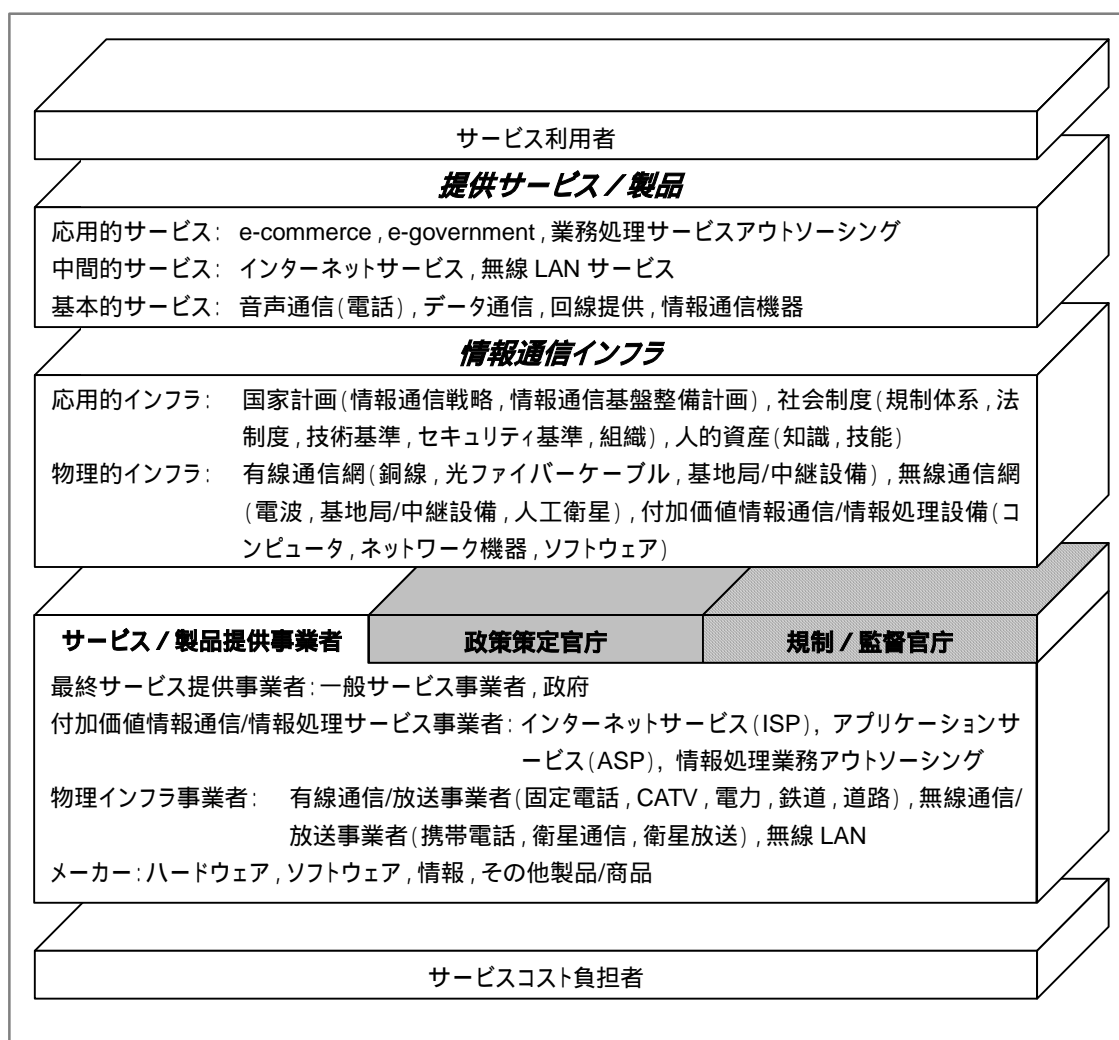 サービス利用者
提供サービス／製品
応用的サービス： e-commerce，e-government，業務処理サービスアウトソーシング
中間的サービス： インターネットサービス，無線 LAN サービス
基本的サービス： 音声通信（電話），データ通信，回線提供，情報通信機器
情報通信インフラ
応用的インフラ： 国家計画（情報通信戦略，情報通信基盤整備計画），社会制度（規制体系，法
制度，技術基準，セキュリティ基準，組織），人的資産（知識，技能）
物理的インフラ： 有線通信網（銅線，光ファイバーケーブル，基地局/中継設備），無線通信網
（電波，基地局/中継設備，人工衛星），付加価値情報通信/情報処理設備（コ
ンピュータ，ネットワーク機器，ソフトウェア）
サービス／製品提供事業者 政策策定官庁 規制／監督官庁
最終サービス提供事業者：一般サービス事業者，政府
付加価値情報通信/情報処理サービス事業者：インターネットサービス（ISP），アプリケーションサ
ービス（ASP），情報処理業務アウトソーシング
物理インフラ事業者： 有線通信/放送事業者（固定電話，CATV，電力，鉄道，道路），無線通信/
放送事業者（携帯電話，衛星通信，衛星放送），無線 LAN
メーカー：ハードウェア，ソフトウェア，情報，その他製品/商品
サービスコスト負担者